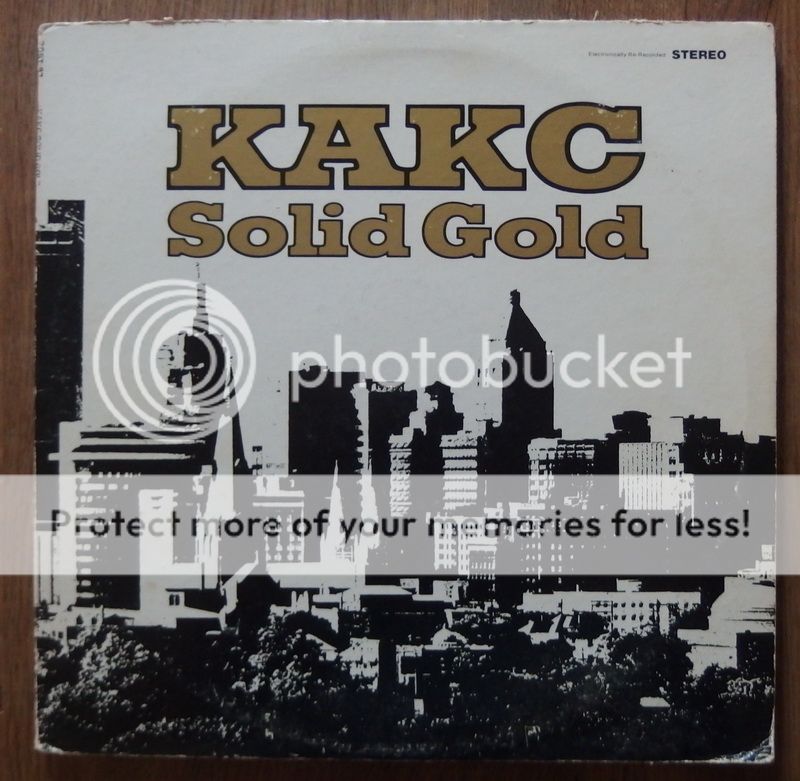 Electronically Re-Recorded STEREO
KAKC
Solid Gold
photobucket
Protect more of your memories for less!